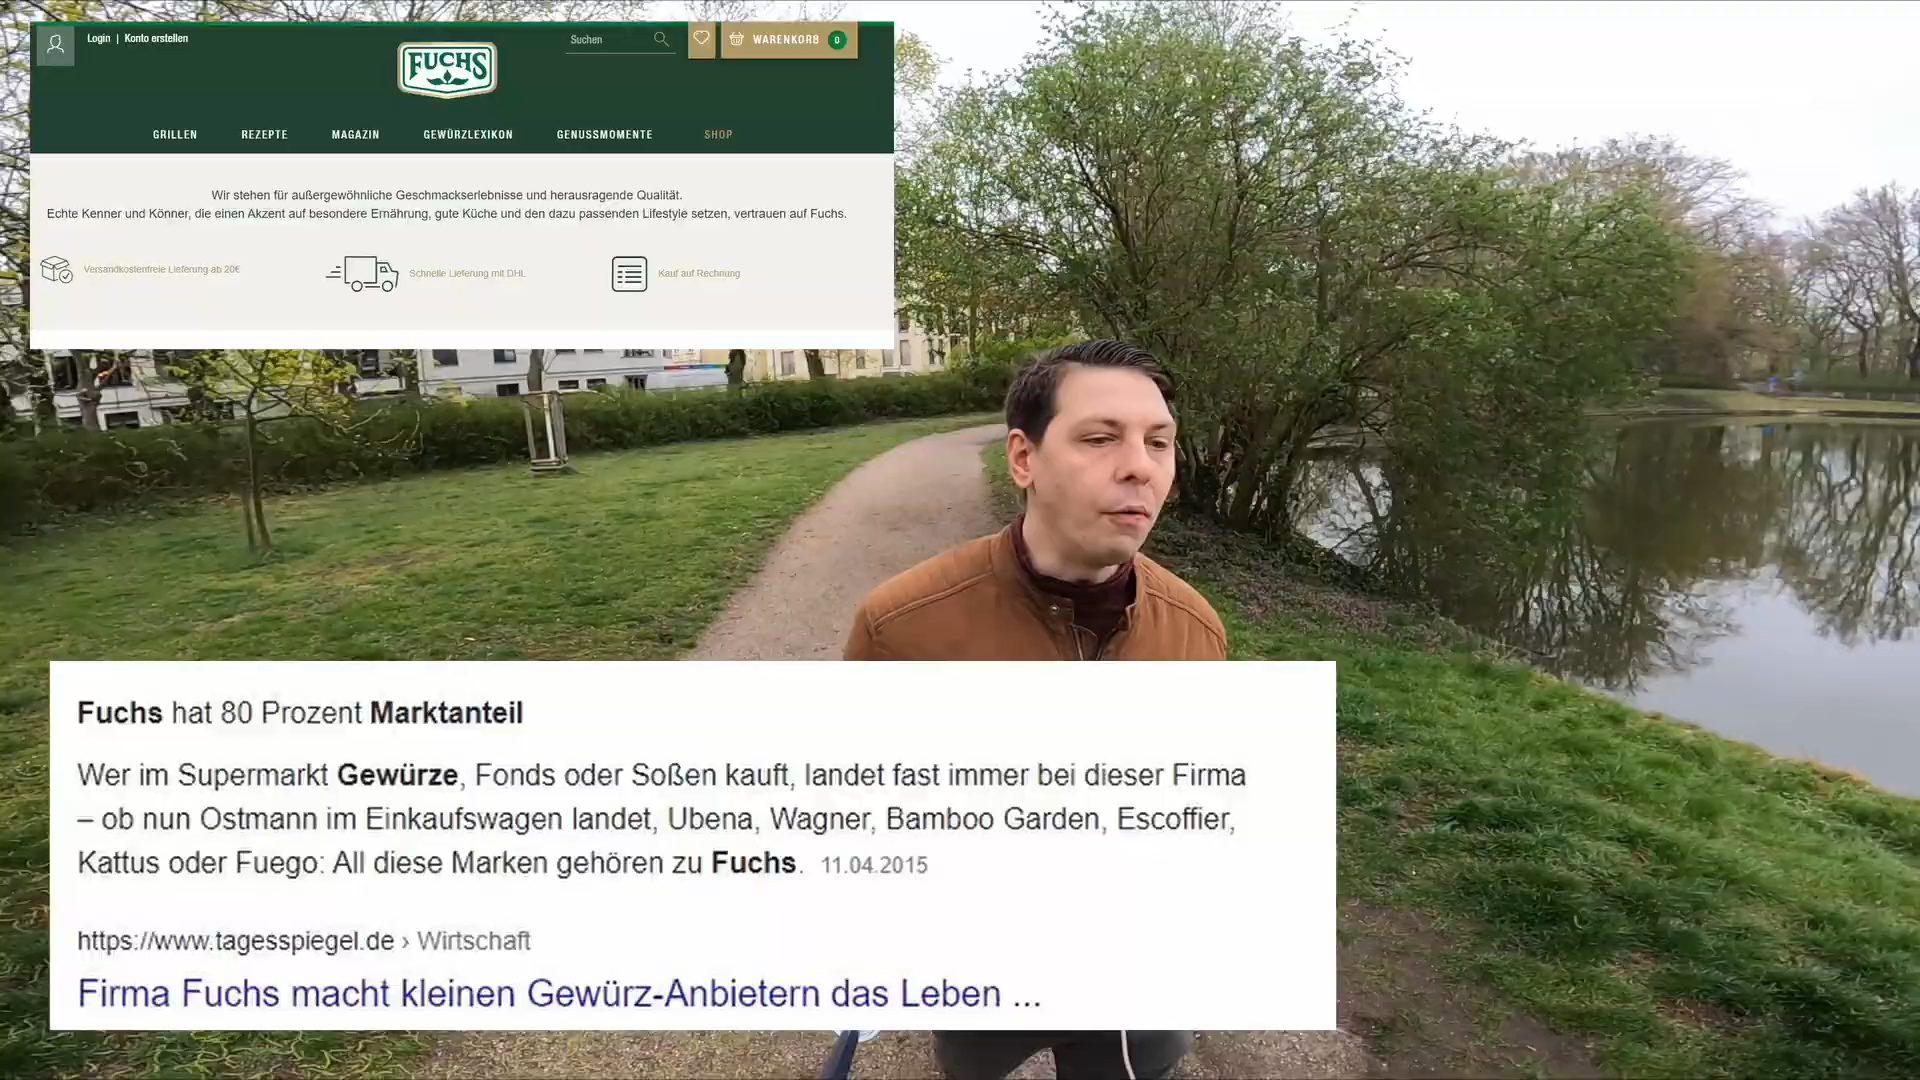 Login | Konto erstellen
Suchen
WARENKORB 0
FUCHS
GRILLEN REZEPTE MAGAZIN GEWÜRZLEXIKON GENUSSMOMENTE SHOP
Wir stehen für außergewöhnliche Geschmackserlebnisse und herausragende Qualität.
Echte Kenner und Könner, die einen Akzent auf besondere Ernährung, gute Küche und den dazu passenden Lifestyle setzen, vertrauen auf Fuchs.
Versandkostenfreie Lieferung ab 20€
Schnelle Lieferung mit DHL
Kauf auf Rechnung
Fuchs hat 80 Prozent Marktanteil
Wer im Supermarkt Gewürze, Fonds oder Soßen kauft, landet fast immer bei dieser Firma
– ob nun Ostmann im Einkaufswagen landet, Ubena, Wagner, Bamboo Garden, Escoffier,
Kattus oder Fuego: All diese Marken gehören zu Fuchs. 11.04.2015
https://www.tagesspiegel.de › Wirtschaft
Firma Fuchs macht kleinen Gewürz-Anbietern das Leben ...